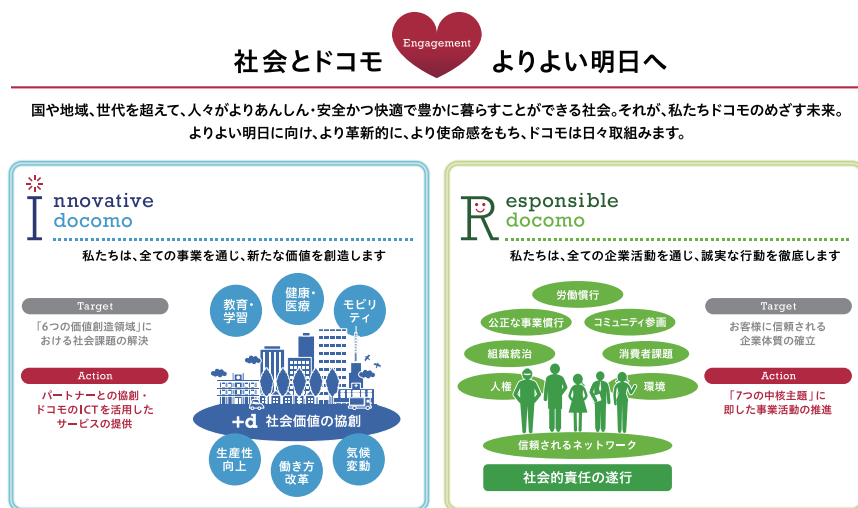 社会とドコモ Engagement よりよい明日へ
国や地域、世代を超えて、人々がよりあんしん・安全かつ快適で豊かに暮らすことができる社会。それが、私たちドコモのめざす未来。
よりよい明日に向け、より革新的に、より使命感をもち、ドコモは日々取組みます。
Innovative
docomo
私たちは、全ての事業を通じ、新たな価値を創造します
Target
「6つの価値創造領域」に
おける社会課題の解決
Action
パートナーとの協創・
ドコモのICTを活用した
サービスの提供
教育・
学習
健康・
医療
モビリ
ティ
+d 社会価値の協創
生産性
向上
働き方
改革
気候
変動
Responsible
docomo
私たちは、全ての企業活動を通じ、誠実な行動を徹底します
労働慣行
公正な事業慣行
コミュニティ参画
組織統治
消費者課題
人権
環境
信頼されるネットワーク
社会的責任の遂行
Target
お客様に信頼される
企業体質の確立
Action
「7つの中核主題」に
即した事業活動の推進